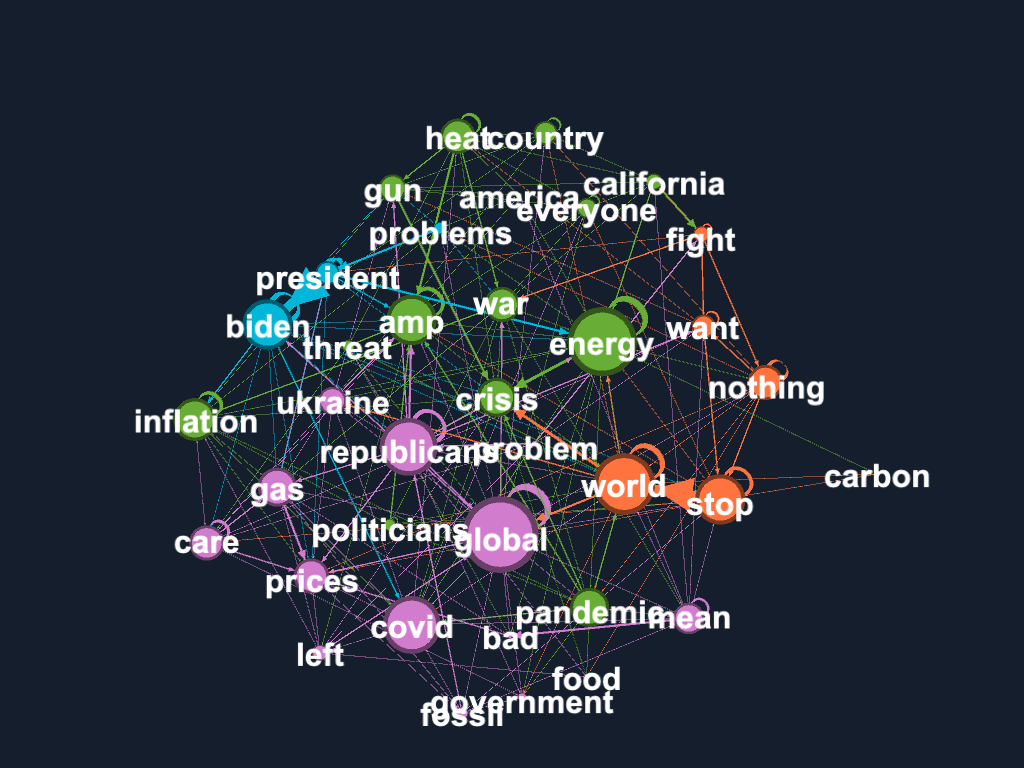 heat
country
gun
california
america
everyone
problems
fight
president
war
biden
amp
want
threat
energy
nothing
ukraine
crisis
inflation
republicans
problem
carbon
gas
world
stop
politicians
global
care
prices
pandemic
mean
covid
bad
left
food
government
fossil